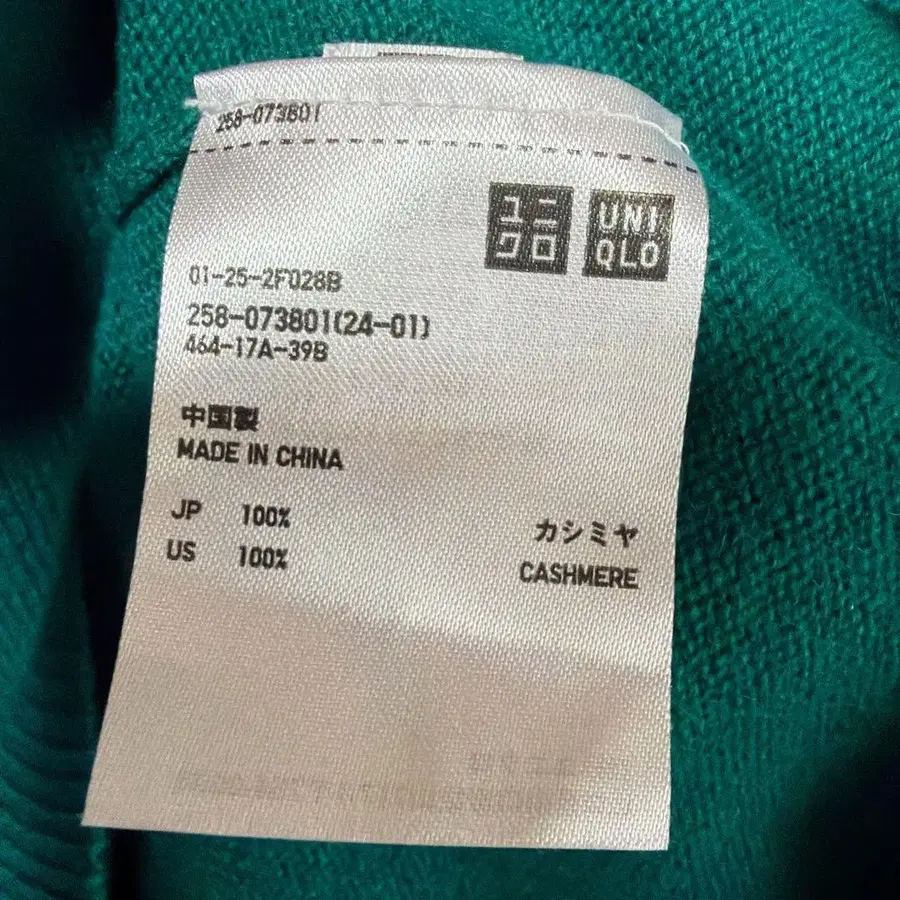 258-073801
ユニ
クロ
UNI
QLO
01-25-2F028B
258-073801(24-01)
464-17A-39B
中国製
MADE IN CHINA
JP 100% カシミヤ
US 100% CASHMERE